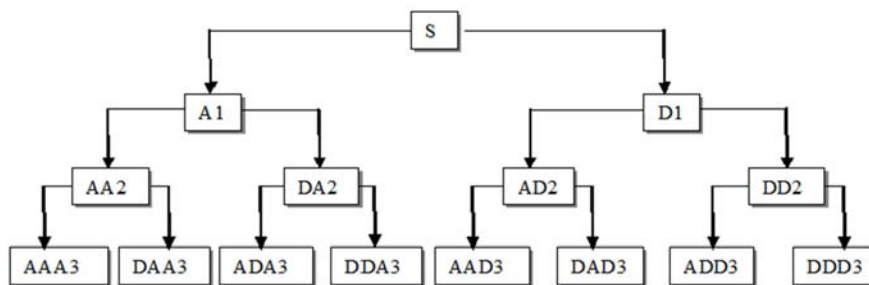 S
A1 D1
AA2 DA2 AD2 DD2
AAA3 DAA3 ADA3 DDA3 AAD3 DAD3 ADD3 DDD3